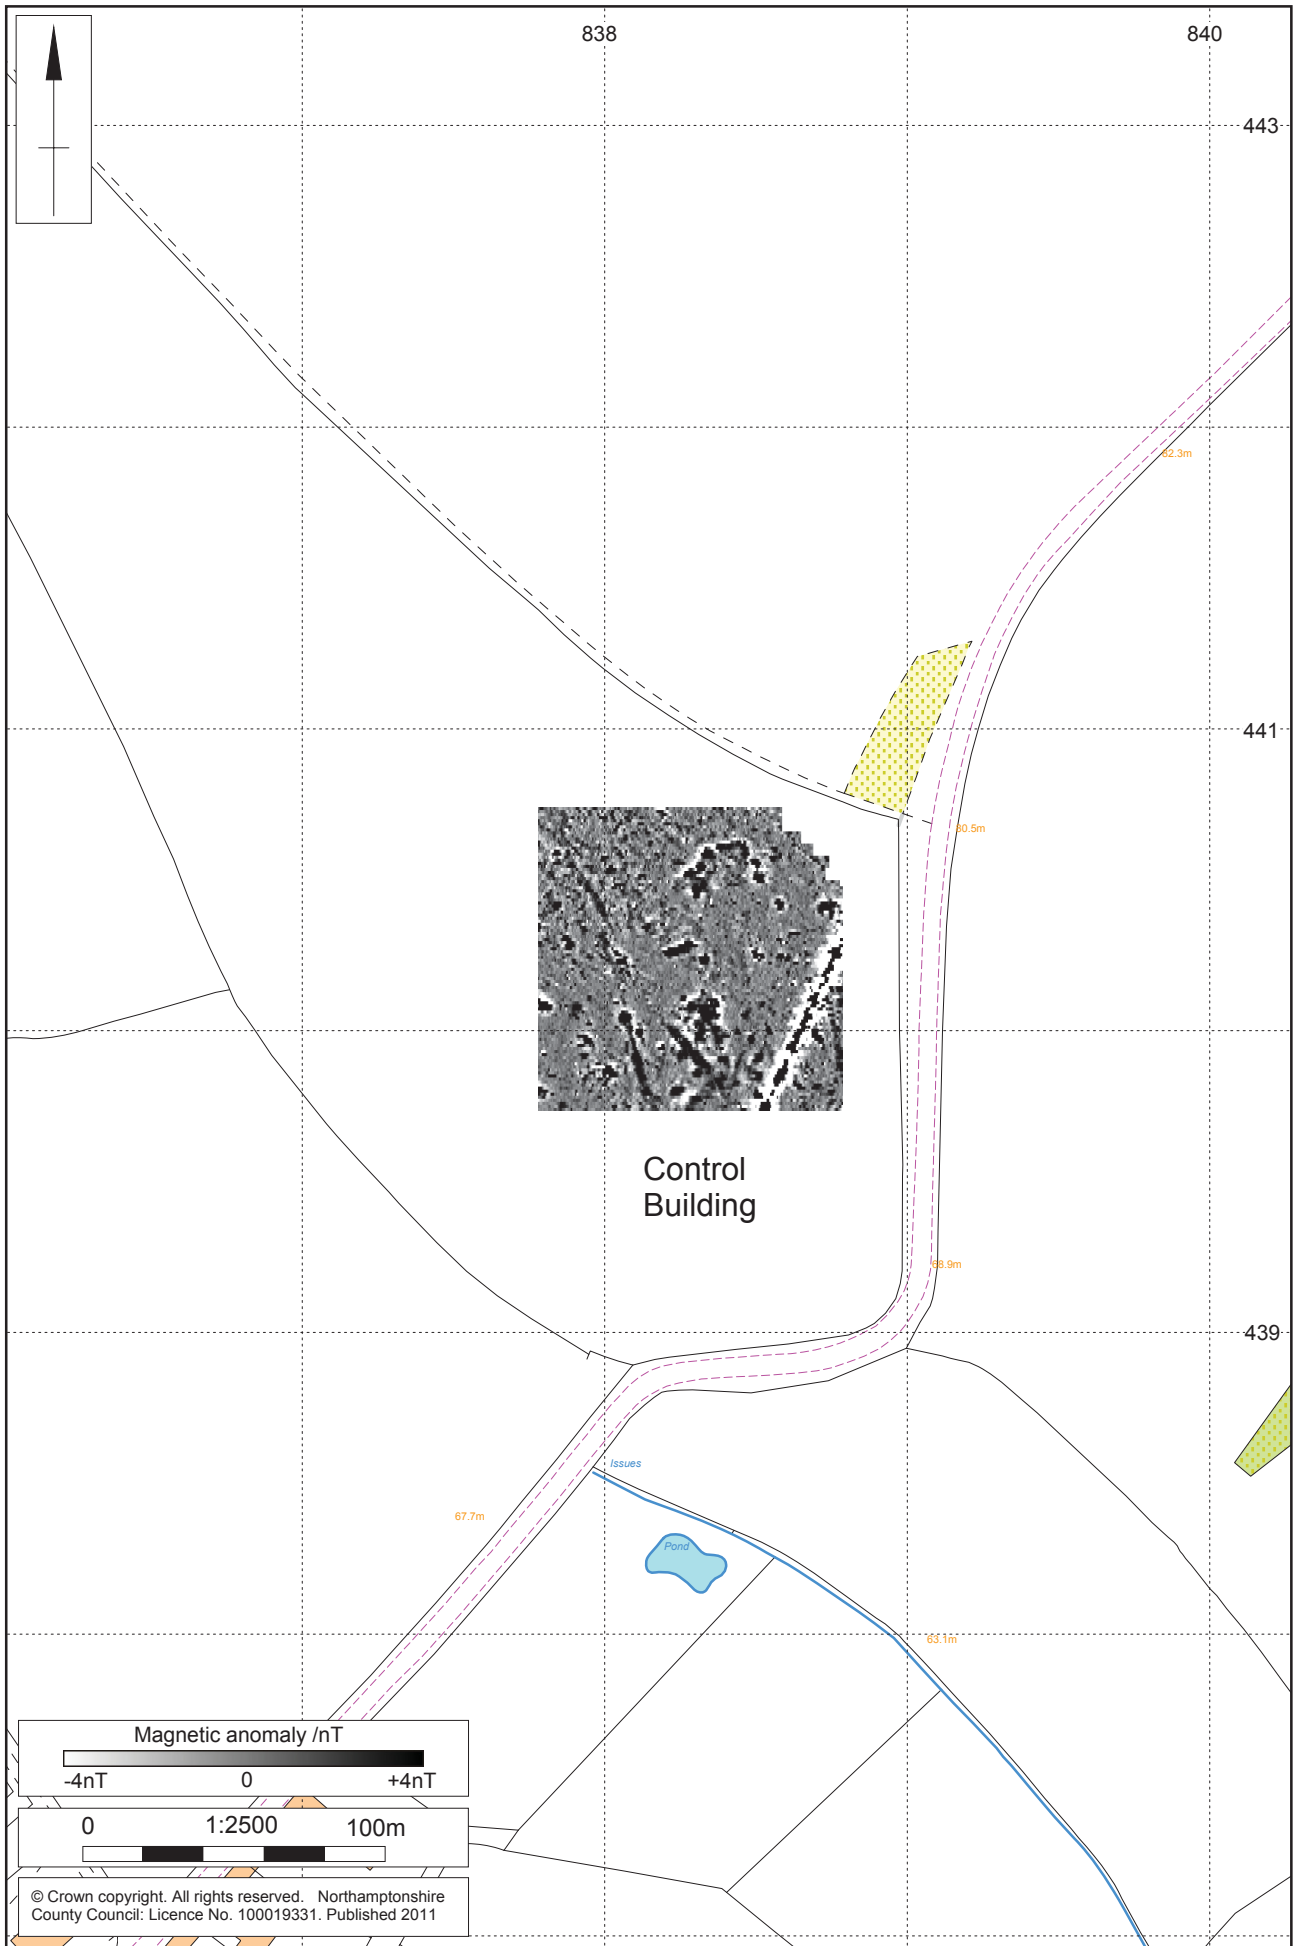 838
840
443
82.3m
441
80.5m
Control
Building
68.9m
439
Issues
67.7m
Pond
63.1m
Magnetic anomaly /nT
-4nT 0 +4nT
0 1:2500 100m
© Crown copyright. All rights reserved. Northamptonshire
County Council: Licence No. 100019331. Published 2011